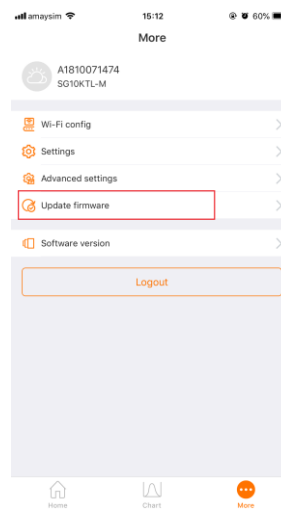 amaysim 15:12 60%
More
A1810071474
SG10KTL-M
Wi-Fi config
Settings
Advanced settings
Update firmware
Software version
Logout
Home Chart More